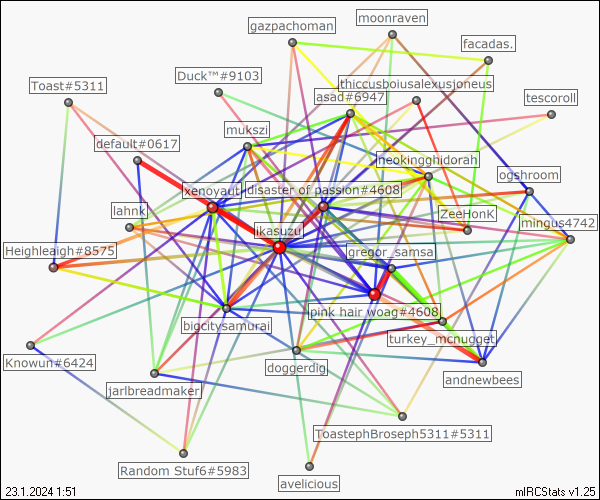 moonraven
gazpachoman
facadas.
Duck™#9103
thiccusboiusalexusjoneus
Toast#5311
asad#6947
tescoroll
mukszi
default#0617
neokingghidorah
ogshroom
xenoyaut
disaster of passion#4608
lahnk
ZeeHonK
mingus4742
ikasuzu
Heighleigh#8575
gregor_samsa
pink hair woag#4608
bigcitysamurai
turkey_mcnugget
Knowun#6424
doggerdig
andnewbees
jarlbreadmaker
ToastephBroseph5311#5311
Random Stuf6#5983
avelicious
23.1.2024 1:51
mIRCStats v1.25